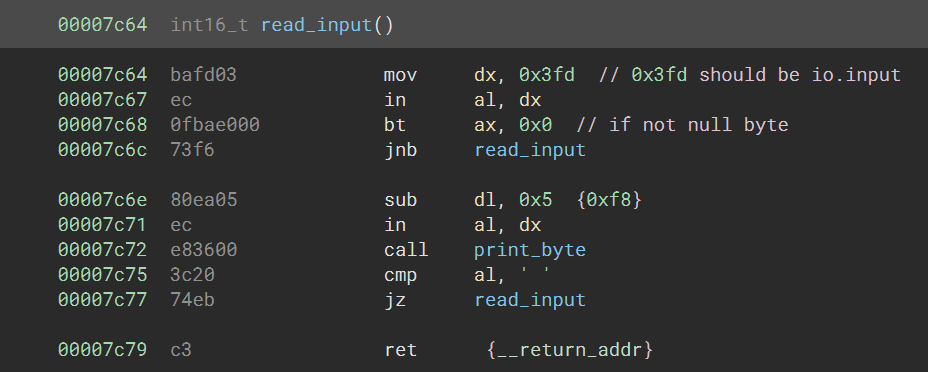 00007c64  int16_t read_input()
00007c64  bafd03  mov  dx, 0x3fd  // 0x3fd should be io.input
00007c67  ec  in  al, dx
00007c68  0fbae000  bt  ax, 0x0  // if not null byte
00007c6c  73f6  jnb  read_input
00007c6e  80ea05  sub  dl, 0x5  {0xf8}
00007c71  ec  in  al, dx
00007c72  e83600  call  print_byte
00007c75  3c20  cmp  al, ' '
00007c77  74eb  jz  read_input
00007c79  c3  ret  {__return_addr}